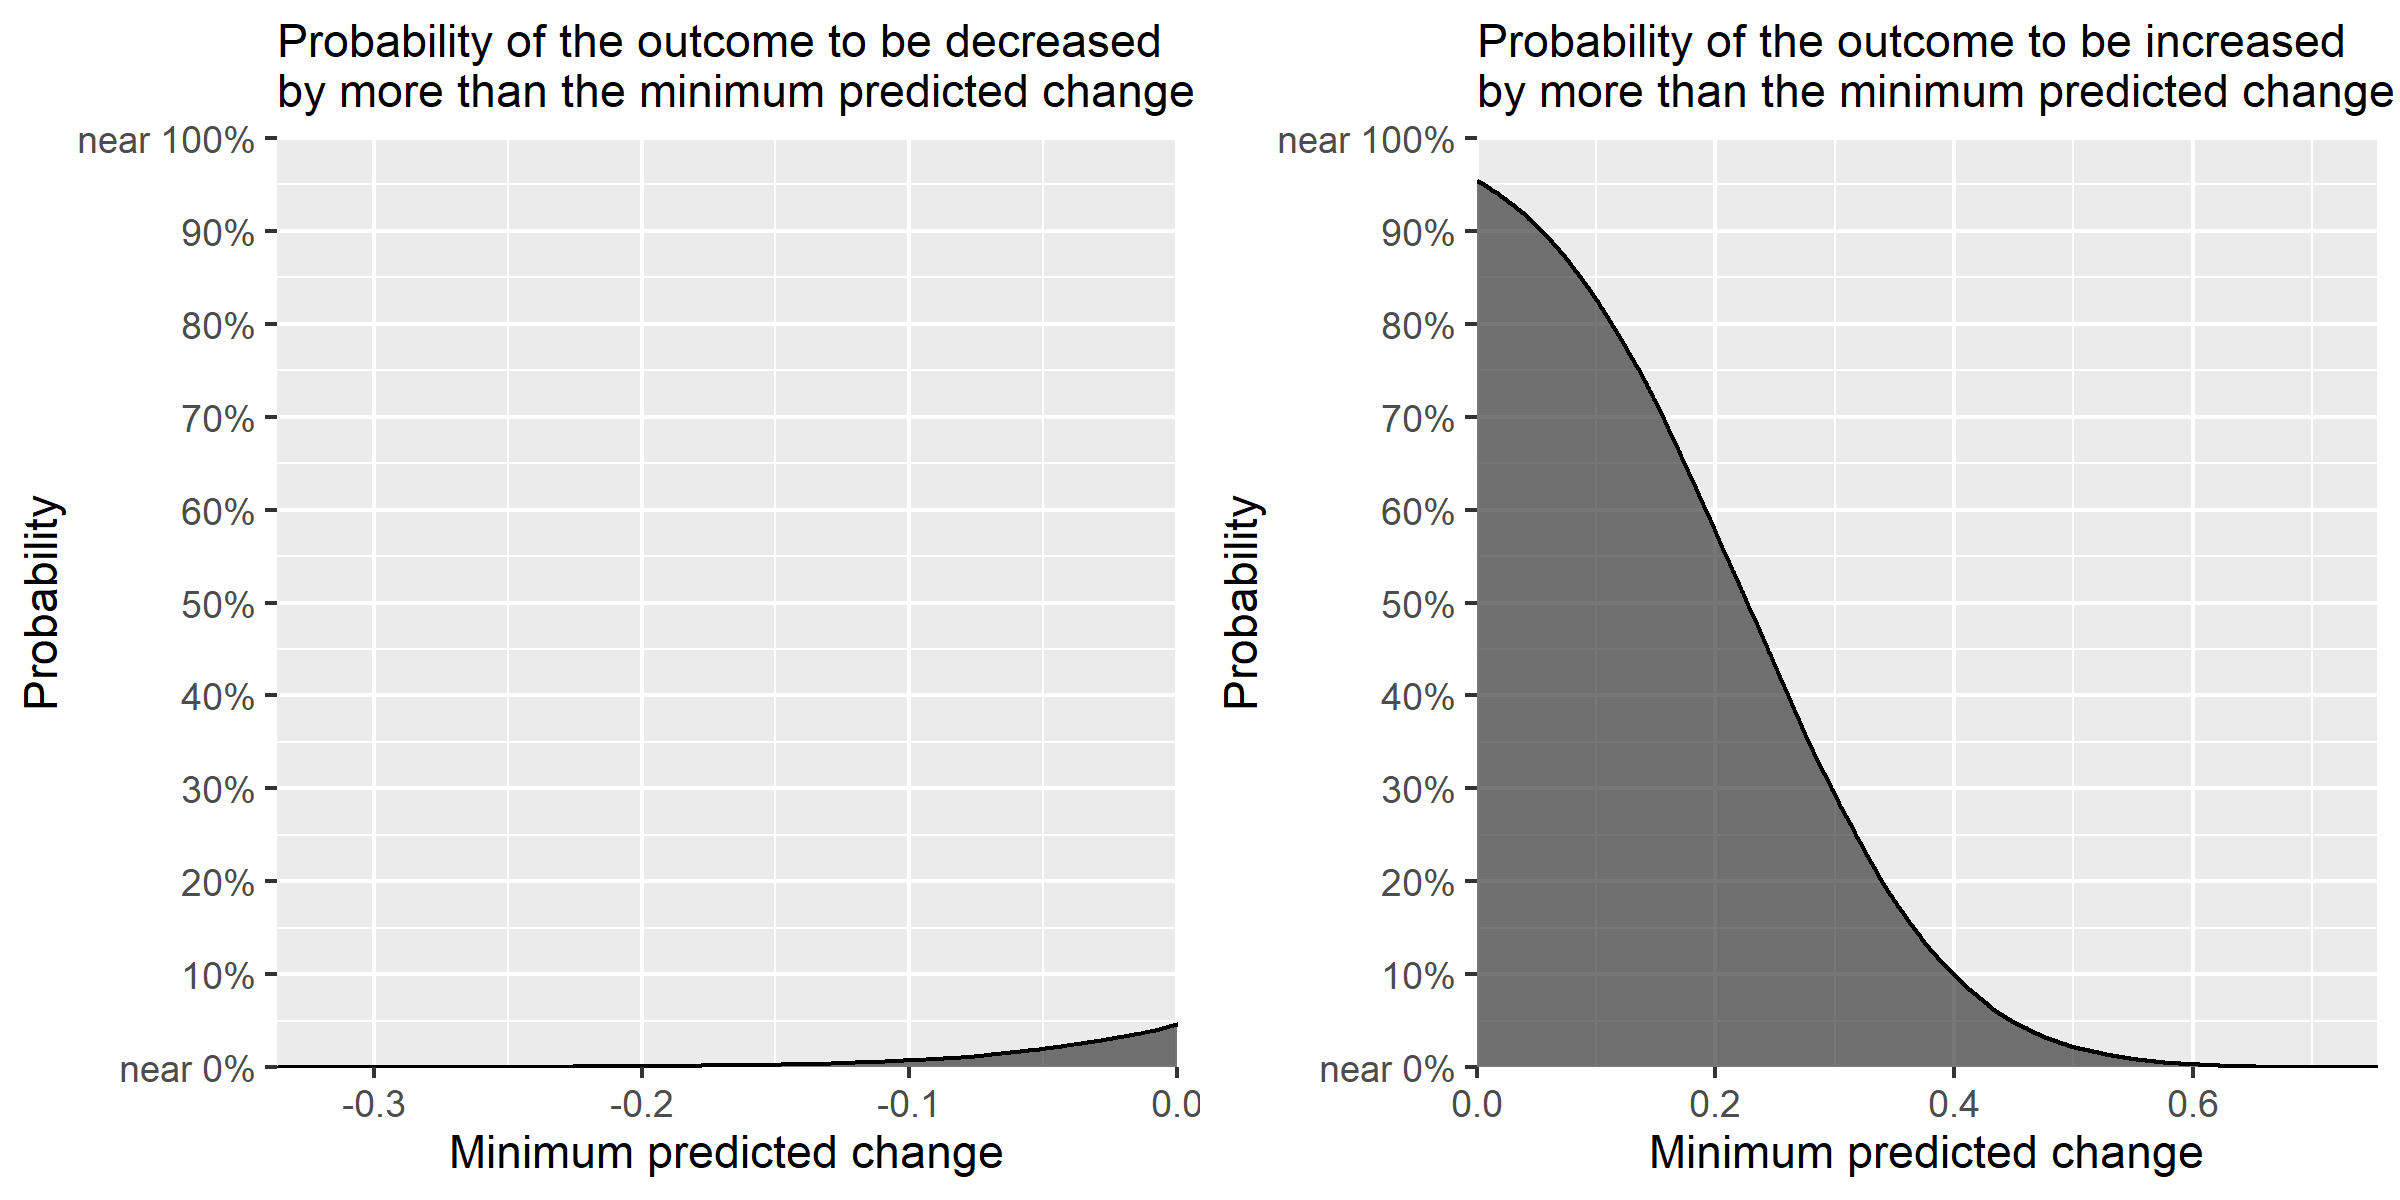 Probability of the outcome to be decreased
by more than the minimum predicted change
near 100%
90%
80%
70%
60%
50%
40%
30%
20%
10%
near 0%
Probability
-0.3 -0.2 -0.1 0.0
Minimum predicted change
Probability of the outcome to be increased
by more than the minimum predicted change
near 100%
90%
80%
70%
60%
50%
40%
30%
20%
10%
near 0%
Probability
0.0 0.2 0.4 0.6
Minimum predicted change